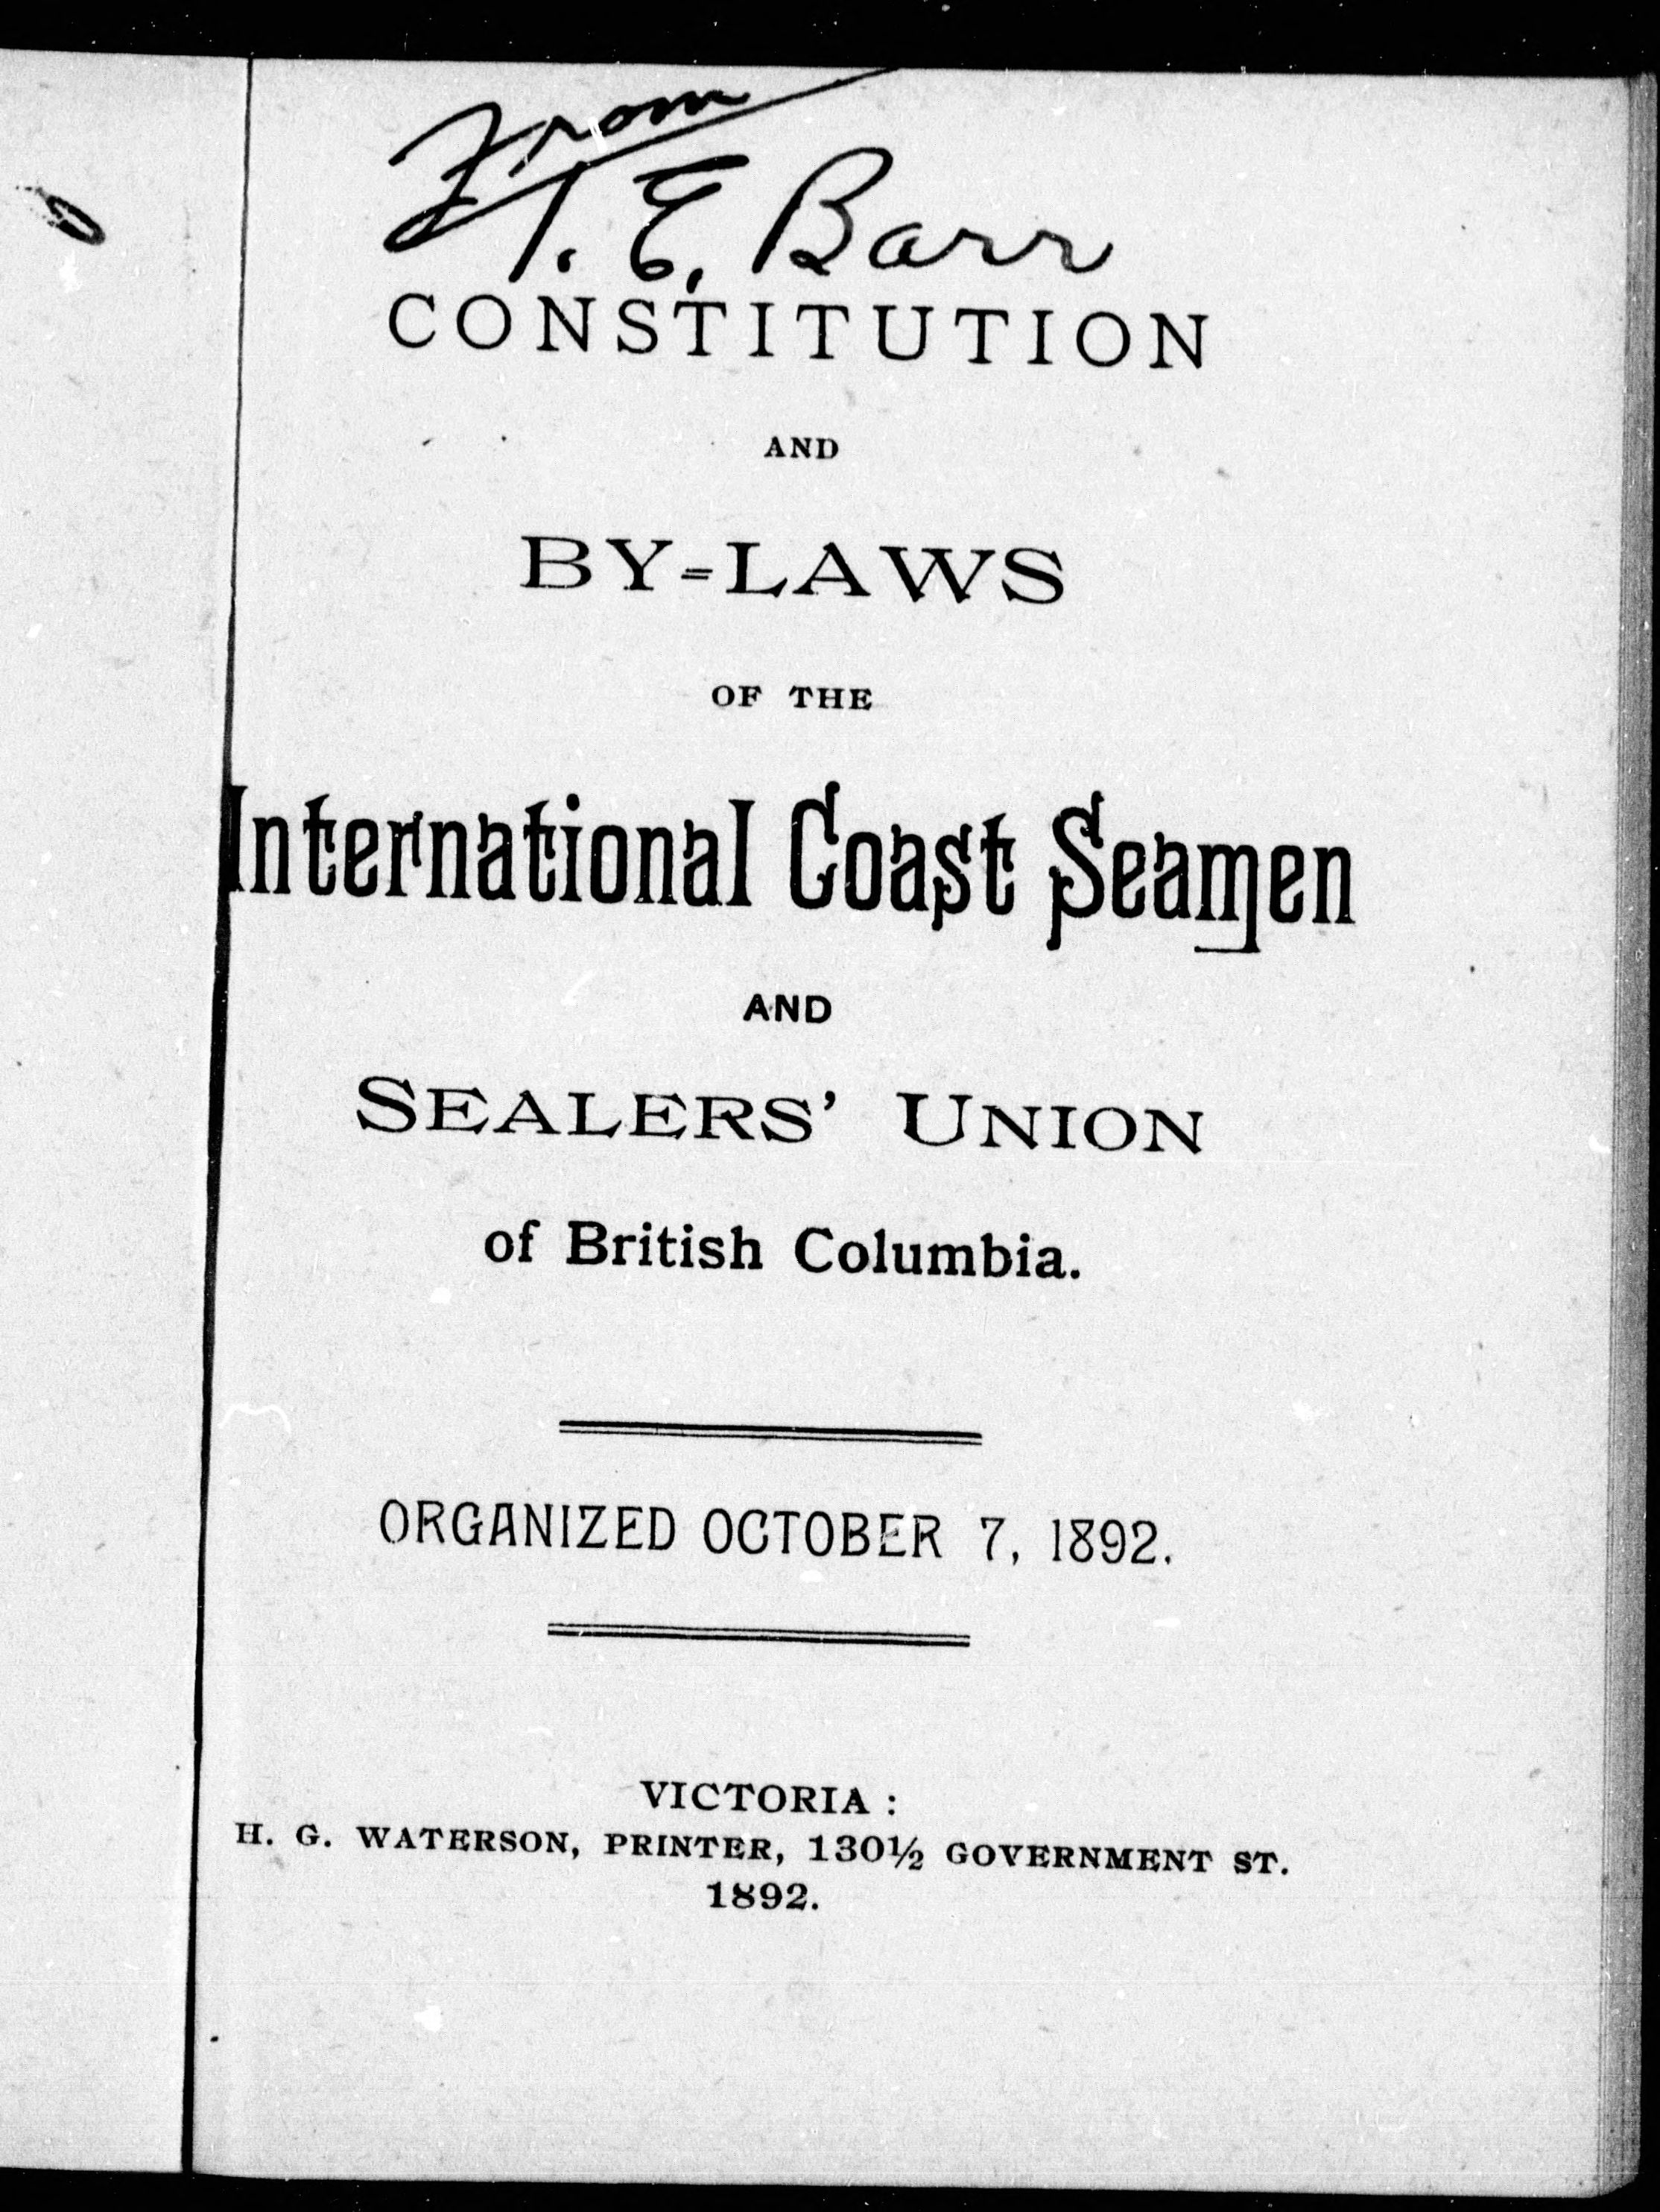 From
T. E. Barr
CONSTITUTION
AND
BY-LAWS
OF THE
International Coast Seamen
AND
SEALERS' UNION
of British Columbia.
ORGANIZED OCTOBER 7, 1892.
VICTORIA :
H. G. WATERSON, PRINTER, 130½ GOVERNMENT ST.
1892.